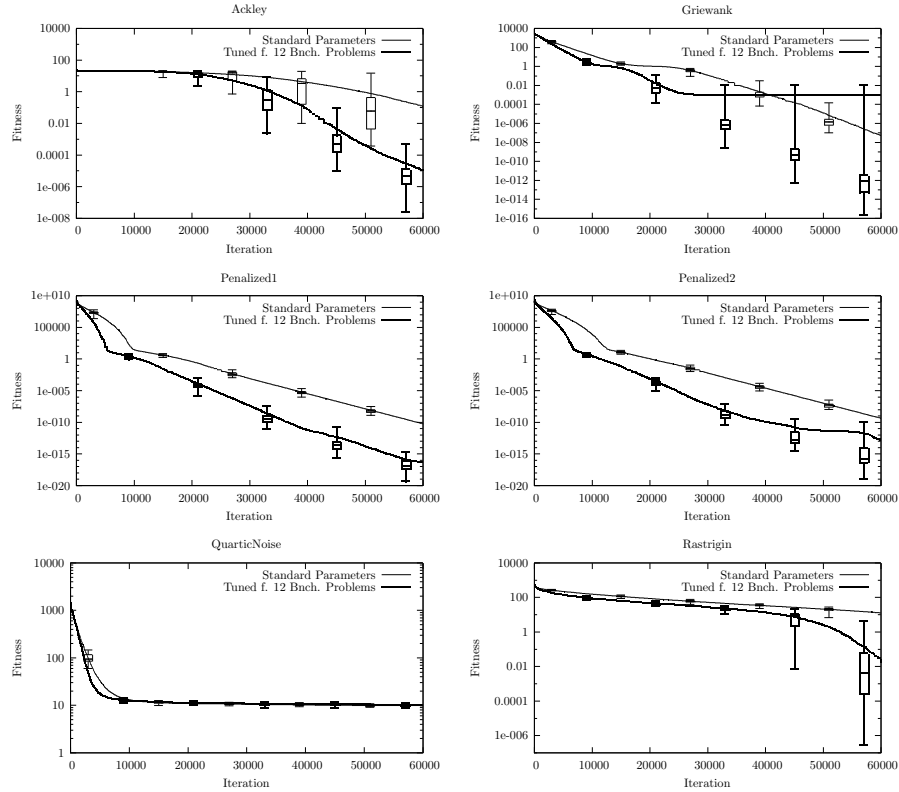 Ackley
Standard Parameters
Tuned f. 12 Bnch. Problems
10000
100
1
0.01
0.0001
1e-006
1e-008
0 10000 20000 30000 40000 50000 60000
Fitness
Iteration
Griewank
Standard Parameters
Tuned f. 12 Bnch. Problems
10000
100
1
0.01
0.0001
1e-006
1e-008
1e-010
1e-012
1e-014
1e-016
0 10000 20000 30000 40000 50000 60000
Fitness
Iteration
Penalized1
Standard Parameters
Tuned f. 12 Bnch. Problems
1e+010
100000
1
1e-005
1e-010
1e-015
1e-020
0 10000 20000 30000 40000 50000 60000
Fitness
Iteration
Penalized2
Standard Parameters
Tuned f. 12 Bnch. Problems
1e+010
100000
1
1e-005
1e-010
1e-015
1e-020
0 10000 20000 30000 40000 50000 60000
Fitness
Iteration
QuarticNoise
Standard Parameters
Tuned f. 12 Bnch. Problems
10000
1000
100
10
1
0 10000 20000 30000 40000 50000 60000
Fitness
Iteration
Rastrigin
Standard Parameters
Tuned f. 12 Bnch. Problems
10000
100
1
0.01
0.0001
1e-006
0 10000 20000 30000 40000 50000 60000
Fitness
Iteration